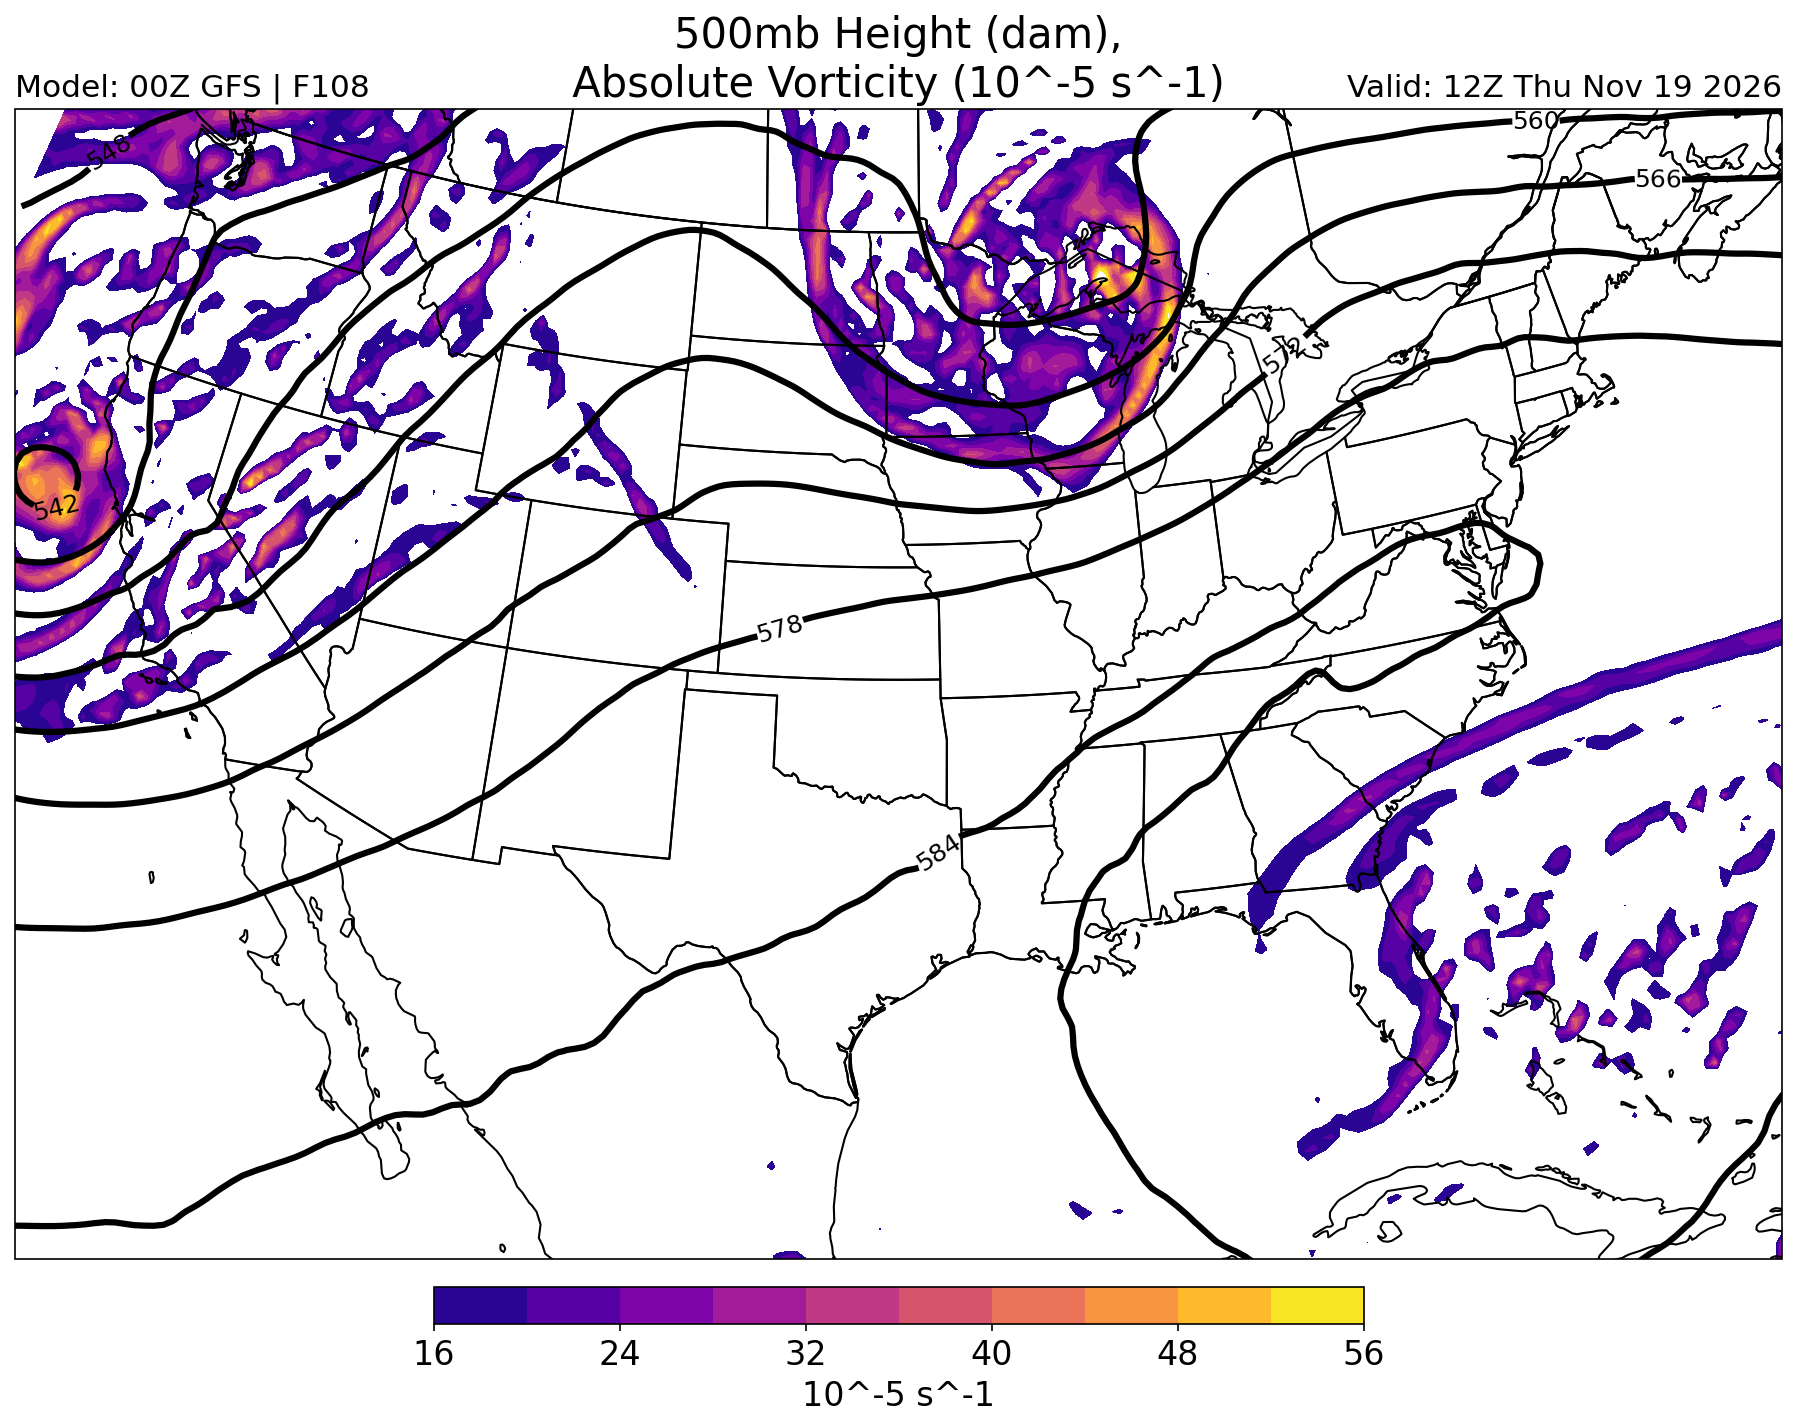 500mb Height (dam),
Model: 00Z GFS | F108
Absolute Vorticity (10^-5 s^-1)
Valid: 12Z Thu Nov 19 2026
548
560
566
572
542
578
584
16 24 32 40 48 56
10^-5 s^-1